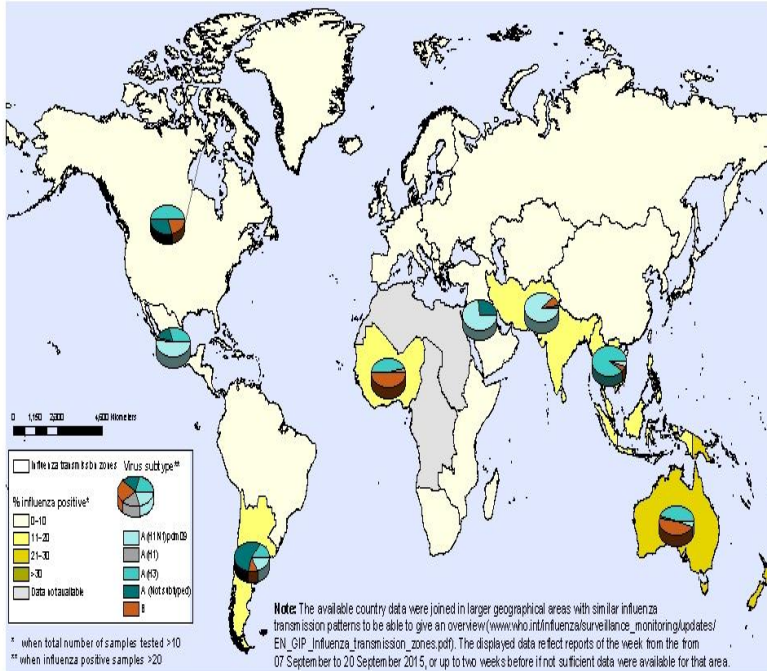 0 1,150 2,300 4,600 Kilometers
Influenza transmission zones
Virus subtype**
% influenza positive*
0-10
11-20
21-30
>30
Data not available
A(H1N1)pdm09
A (H1)
A (H3)
A (Not subtyped)
B
* when total number of samples tested >10
** when influenza positive samples >20
Note: The available country data were joined in larger geographical areas with similar influenza
transmission patterns to be able to give an overview (www.who.int/influenza/surveillance_monitoring/updates/
EN_GIP_Influenza_transmission_zones.pdf). The displayed data reflect reports of the week from the from
07 September to 20 September 2015, or up to two weeks before if not sufficient data were available for that area.